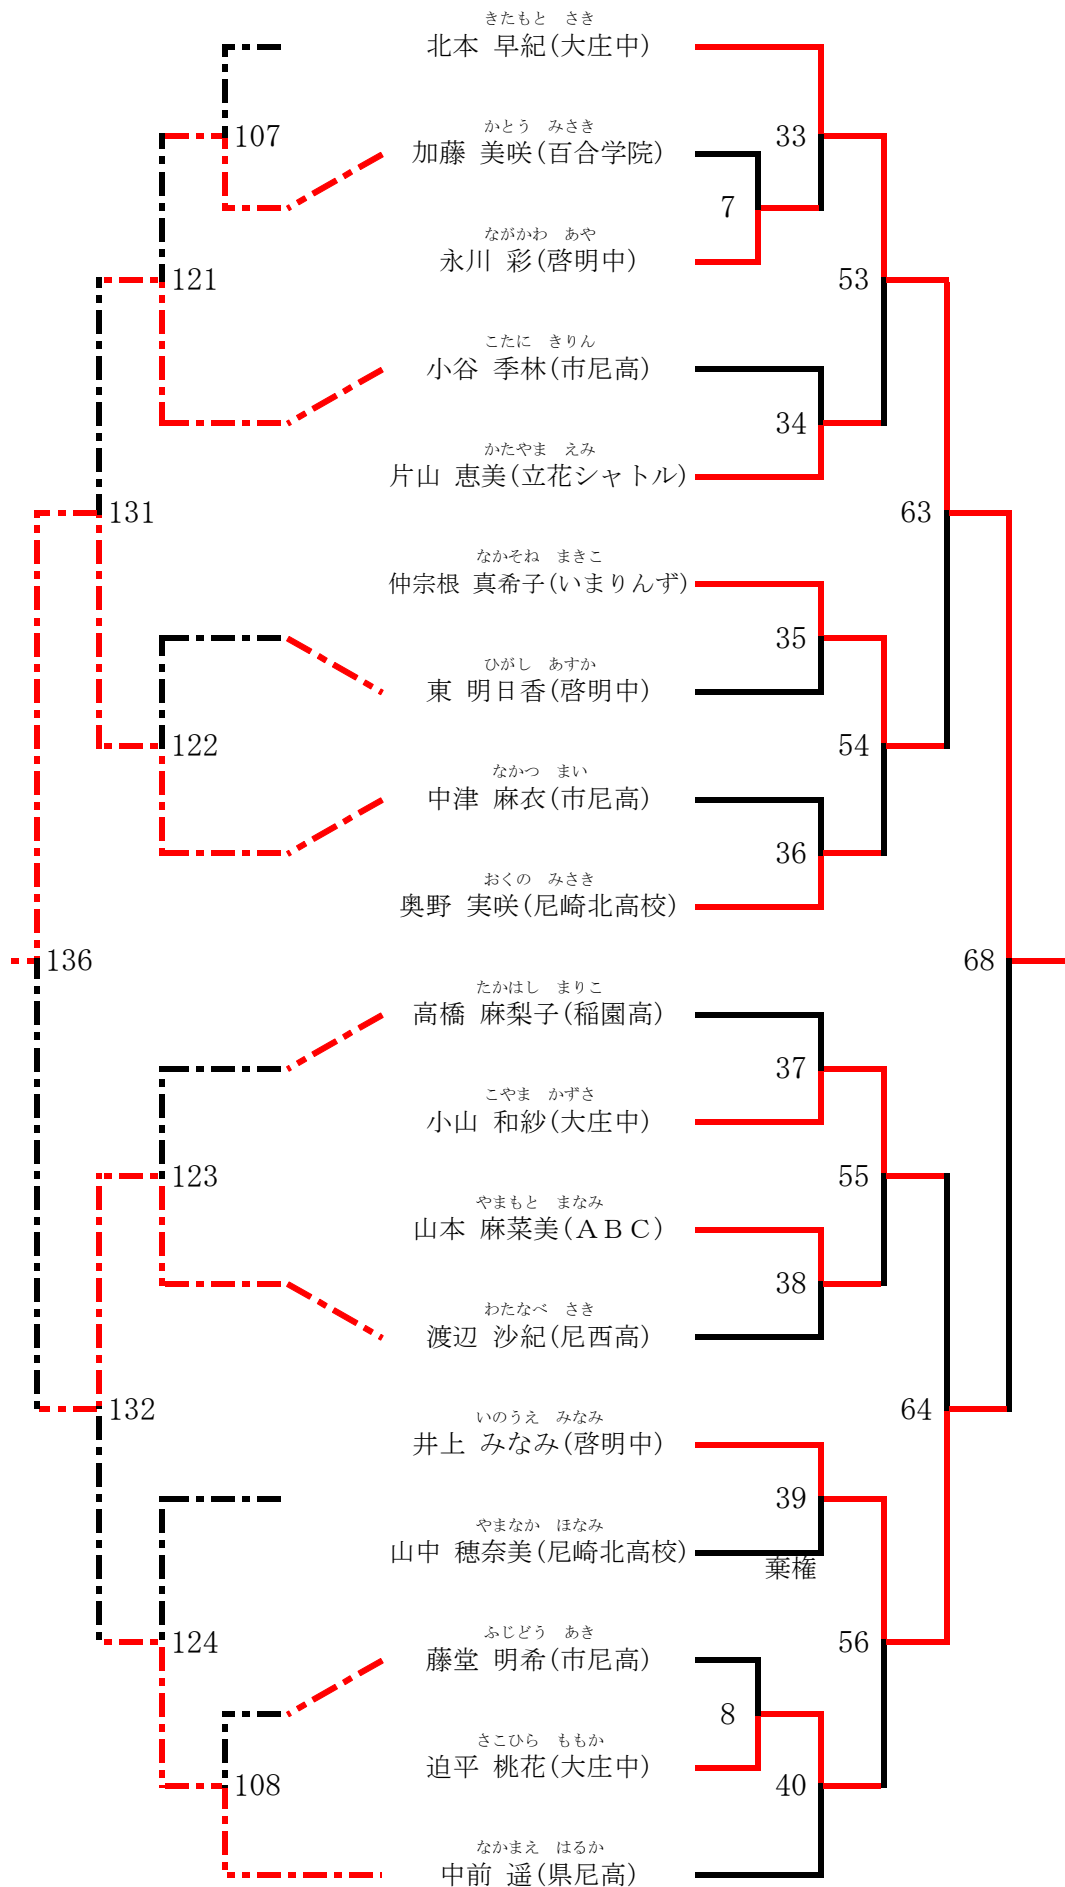 きたもと　さき
北本 早紀(大庄中)
107
かとう　みさき
加藤 美咲(百合学院)
33
7
ながかわ　あや
永川 彩(啓明中)
121
53
こたに　きりん
小谷 季林(市尼高)
34
かたやま　えみ
片山 恵美(立花シャトル)
131
63
なかそね　まきこ
仲宗根 真希子(いまりんず)
35
ひがし　あすか
東 明日香(啓明中)
122
54
なかつ　まい
中津 麻衣(市尼高)
36
おくの　みさき
奥野 実咲(尼崎北高校)
136
68
たかはし　まりこ
高橋 麻梨子(稲園高)
37
こやま　かずさ
小山 和紗(大庄中)
123
55
やまもと　まなみ
山本 麻菜美(ＡＢＣ)
38
わたなべ　さき
渡辺 沙紀(尼西高)
132
64
いのうえ　みなみ
井上 みなみ(啓明中)
39
やまなか　ほなみ
山中 穂奈美(尼崎北高校)
棄権
124
56
ふじどう　あき
藤堂 明希(市尼高)
8
さこひら　ももか
迫平 桃花(大庄中)
108
40
なかまえ　はるか
中前 遥(県尼高)